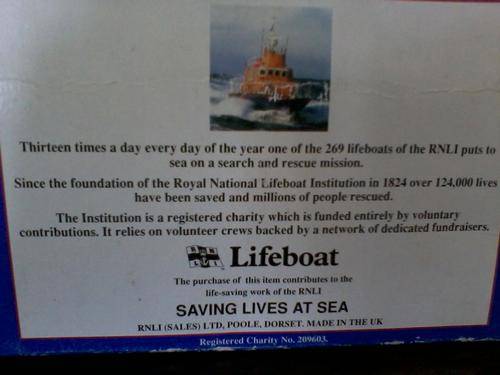 Thirteen times a day every day of the year one of the 269 lifeboats of the RNLI puts to
sea on a search and rescue mission.
Since the foundation of the Royal National Lifeboat Institution in 1824 over 124,000 lives
have been saved and millions of people rescued.
The Institution is a registered charity which is funded entirely by voluntary
contributions. It relies on volunteer crews backed by a network of dedicated fundraisers.
Lifeboat
The purchase of this item contributes to the
life-saving work of the RNLI
SAVING LIVES AT SEA
RNLI (SALES) LTD, POOLE, DORSET. MADE IN THE UK
Registered Charity No. 209603.